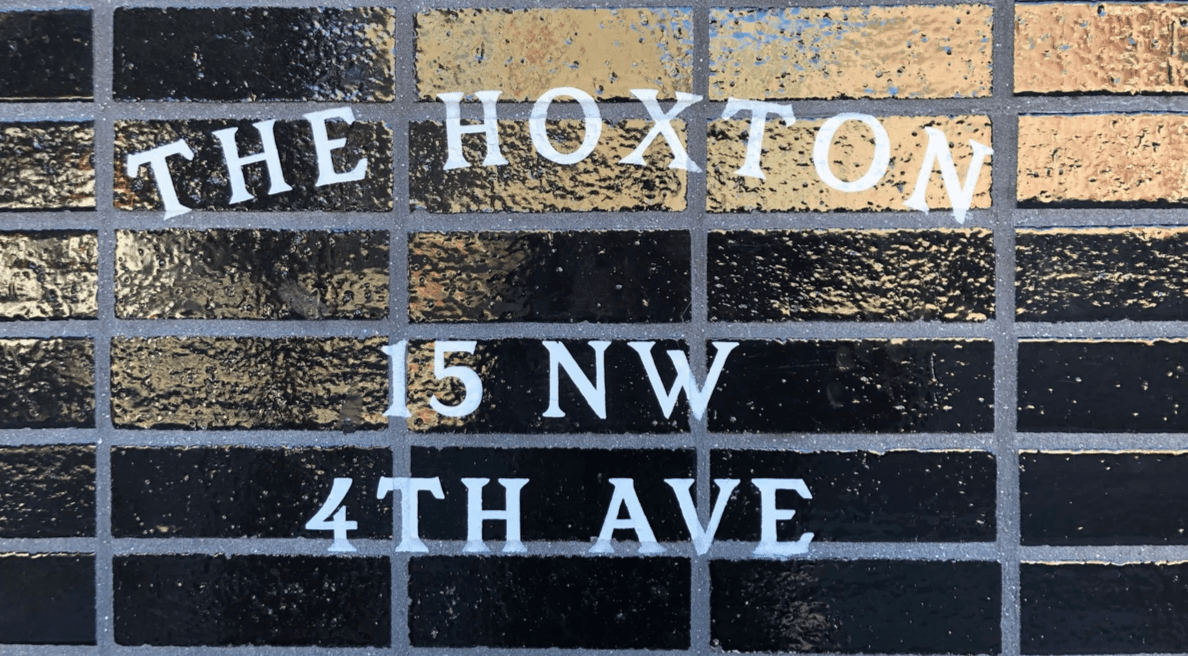 THE HOXTON
15 NW
4TH AVE